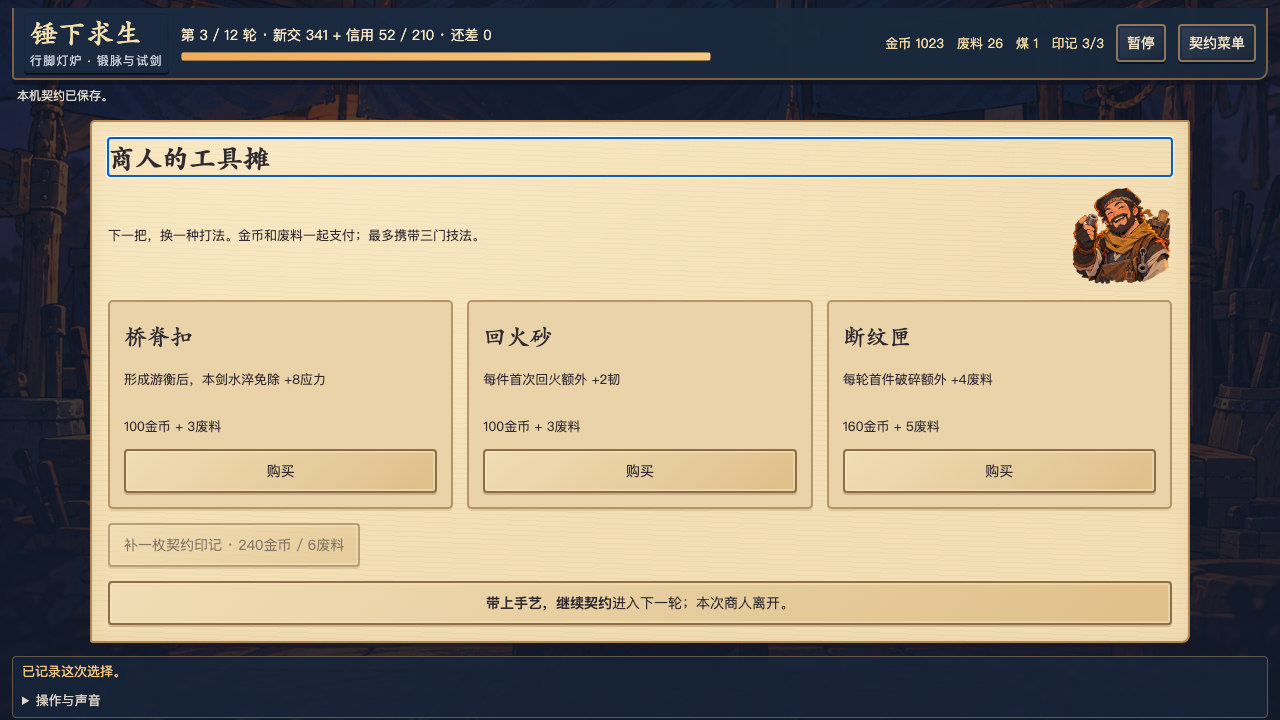 锤下求生
行脚灯炉 · 锻脉与试剑
第 3 / 12 轮 · 新交 341 + 信用 52 / 210 · 还差 0
金币 1023 废料 26 煤 1 印记 3/3
暂停
契约菜单
本机契约已保存。
商人的工具摊
下一把，换一种打法。金币和废料一起支付；最多携带三门技法。
桥脊扣
形成游衡后，本剑水淬免除 +8应力
100金币 + 3废料
购买
回火砂
每件首次回火额外 +2韧
100金币 + 3废料
购买
断纹匣
每轮首件破碎额外 +4废料
160金币 + 5废料
购买
补一枚契约印记 · 240金币 / 6废料
带上手艺，继续契约进入下一轮；本次商人离开。
已记录这次选择。
操作与声音